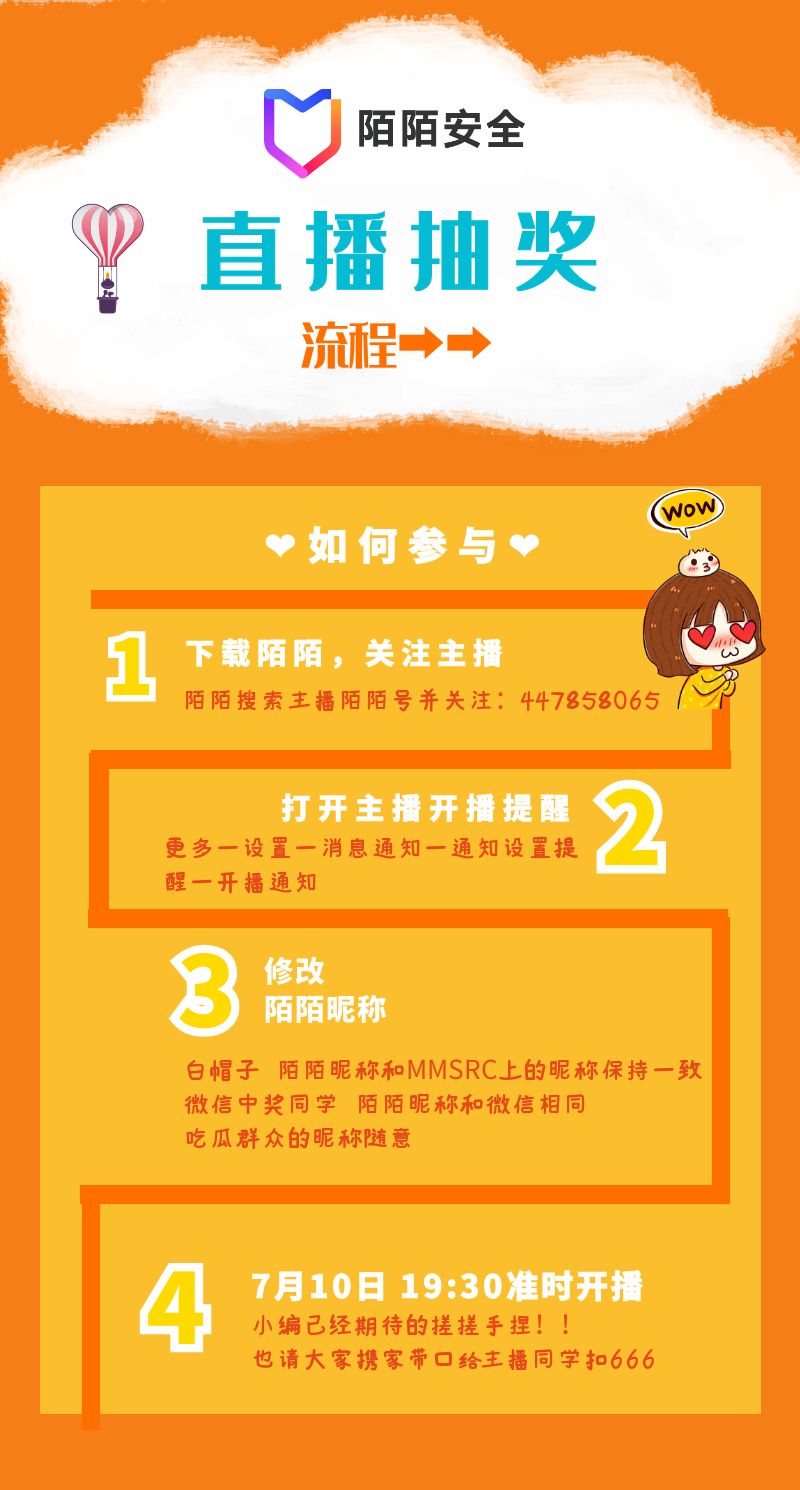 陌陌安全
直播抽奖
流程
WOW
❤如何参与❤
1
下载陌陌，关注主播
陌陌搜索主播陌陌号并关注：447858065
打开主播开播提醒
2
更多一设置一消息通知一通知设置提
醒一开播通知
3
修改
陌陌昵称
白帽子 陌陌昵称和MMSRC上的昵称保持一致
微信中奖同学 陌陌昵称和微信相同
吃瓜群众的昵称随意
4
7月10日 19:30准时开播
小编已经期待的搓搓手捏！！
也请大家携家带口给主播同学扣666